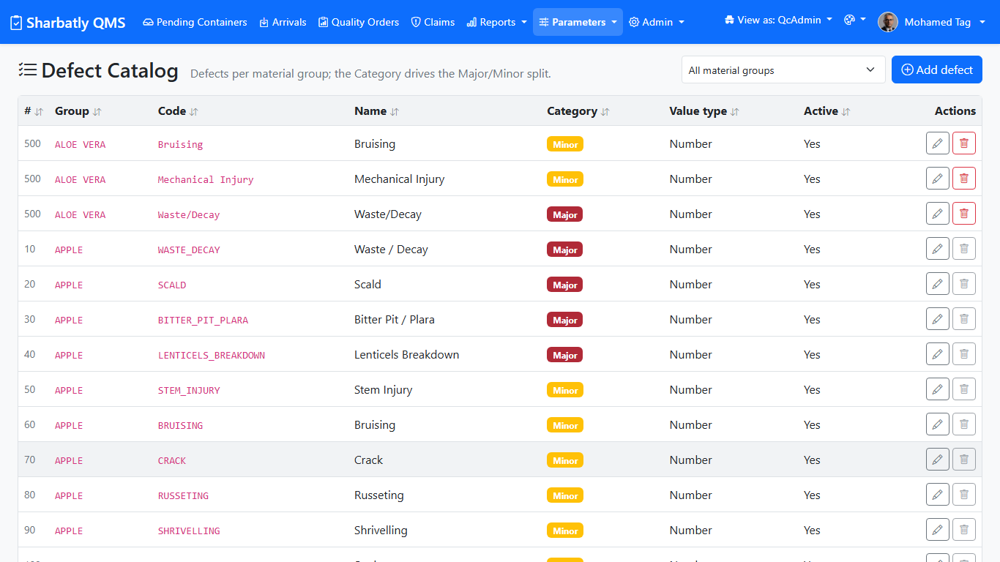 Sharbatly QMS Pending Containers Arrivals Quality Orders Claims Reports Parameters Admin View as: QcAdmin Mohamed Tag
Defect Catalog Defects per material group; the Category drives the Major/Minor split. All material groups Add defect
# Group Code Name Category Value type Active Actions
500 ALOE VERA Bruising Bruising Minor Number Yes
500 ALOE VERA Mechanical Injury Mechanical Injury Minor Number Yes
500 ALOE VERA Waste/Decay Waste/Decay Major Number Yes
10 APPLE WASTE_DECAY Waste / Decay Major Number Yes
20 APPLE SCALD Scald Major Number Yes
30 APPLE BITTER_PIT_PLARA Bitter Pit / Plara Major Number Yes
40 APPLE LENTICELS_BREAKDOWN Lenticels Breakdown Major Number Yes
50 APPLE STEM_INJURY Stem Injury Minor Number Yes
60 APPLE BRUISING Bruising Minor Number Yes
70 APPLE CRACK Crack Minor Number Yes
80 APPLE RUSSETING Russeting Minor Number Yes
90 APPLE SHRIVELLING Shrivelling Minor Number Yes